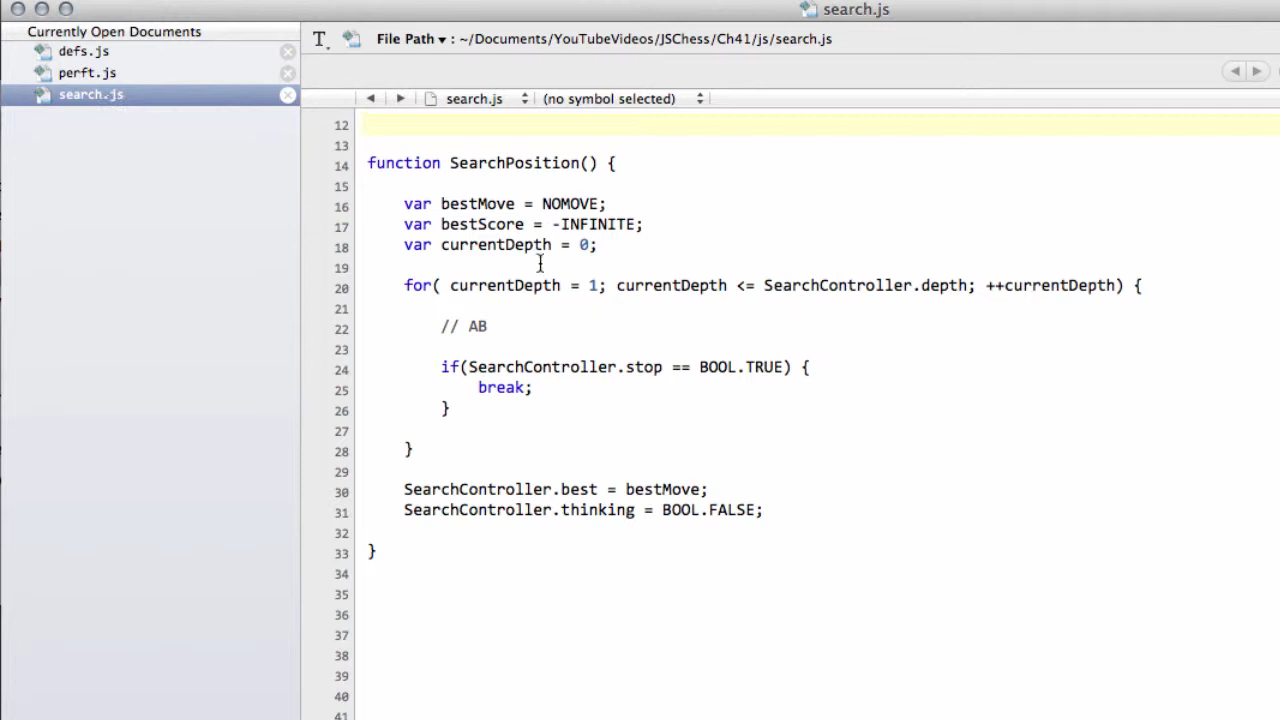 search.js
Currently Open Documents
defs.js
perft.js
search.js
T. File Path : ~/Documents/YouTubeVideos/JSChess/Ch41/js/search.js
search.js (no symbol selected)
12
13
14 function SearchPosition() {
15
16 var bestMove = NOMOVE;
17 var bestScore = -INFINITE;
18 var currentDepth = 0;
19
20 for( currentDepth = 1; currentDepth <= SearchController.depth; ++currentDepth) {
21
22 // AB
23
24 if(SearchController.stop == BOOL.TRUE) {
25 break;
26 }
27
28 }
29
30 SearchController.best = bestMove;
31 SearchController.thinking = BOOL.FALSE;
32
33 }
34
35
36
37
38
39
40
41